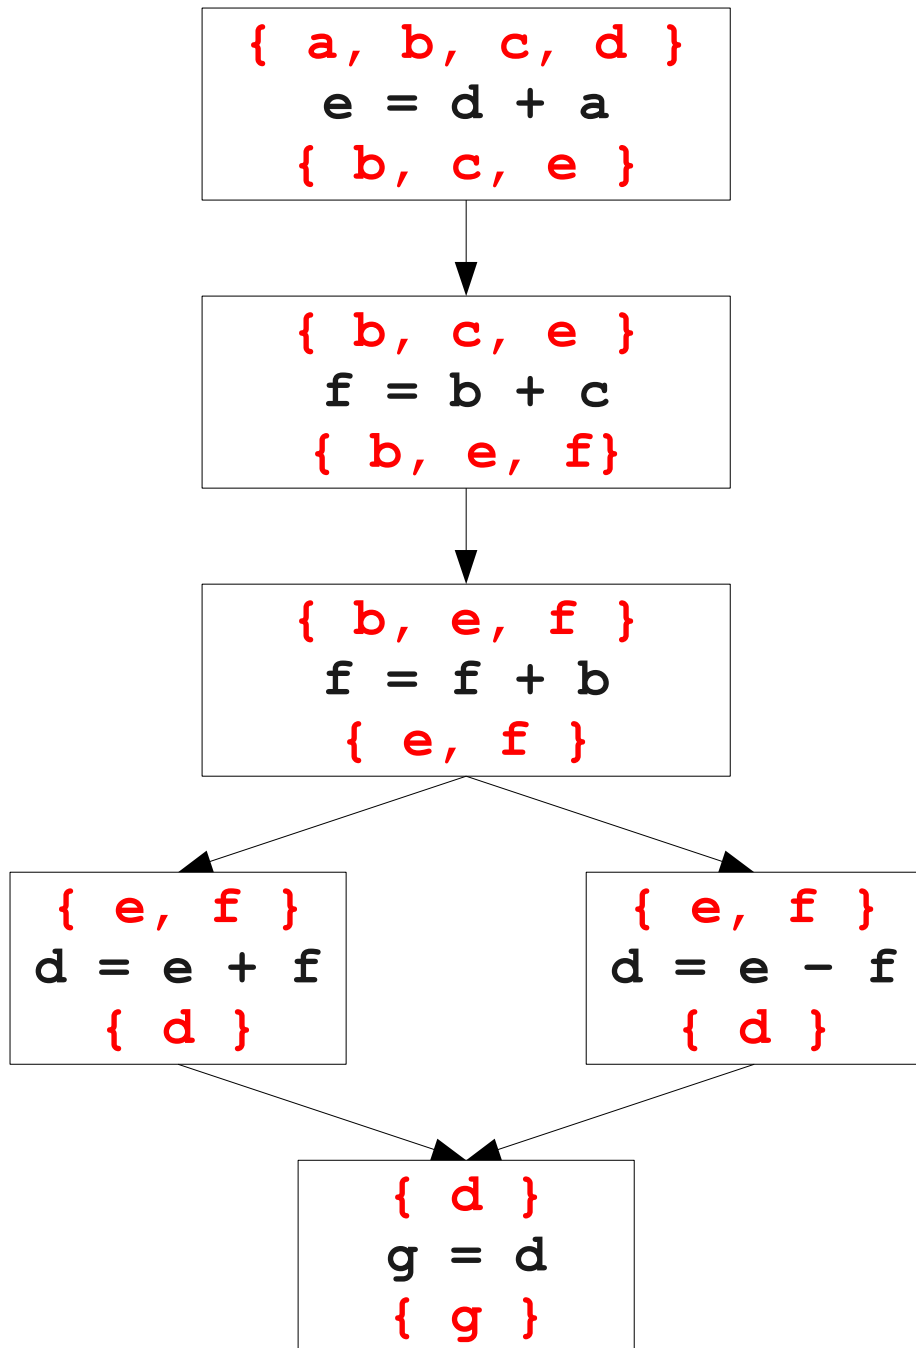 { a, b, c, d }
e = d + a
{ b, c, e }
{ b, c, e }
f = b + c
{ b, e, f}
{ b, e, f }
f = f + b
{ e, f }
{ e, f }
d = e + f
{ d }
{ e, f }
d = e - f
{ d }
{ d }
g = d
{ g }